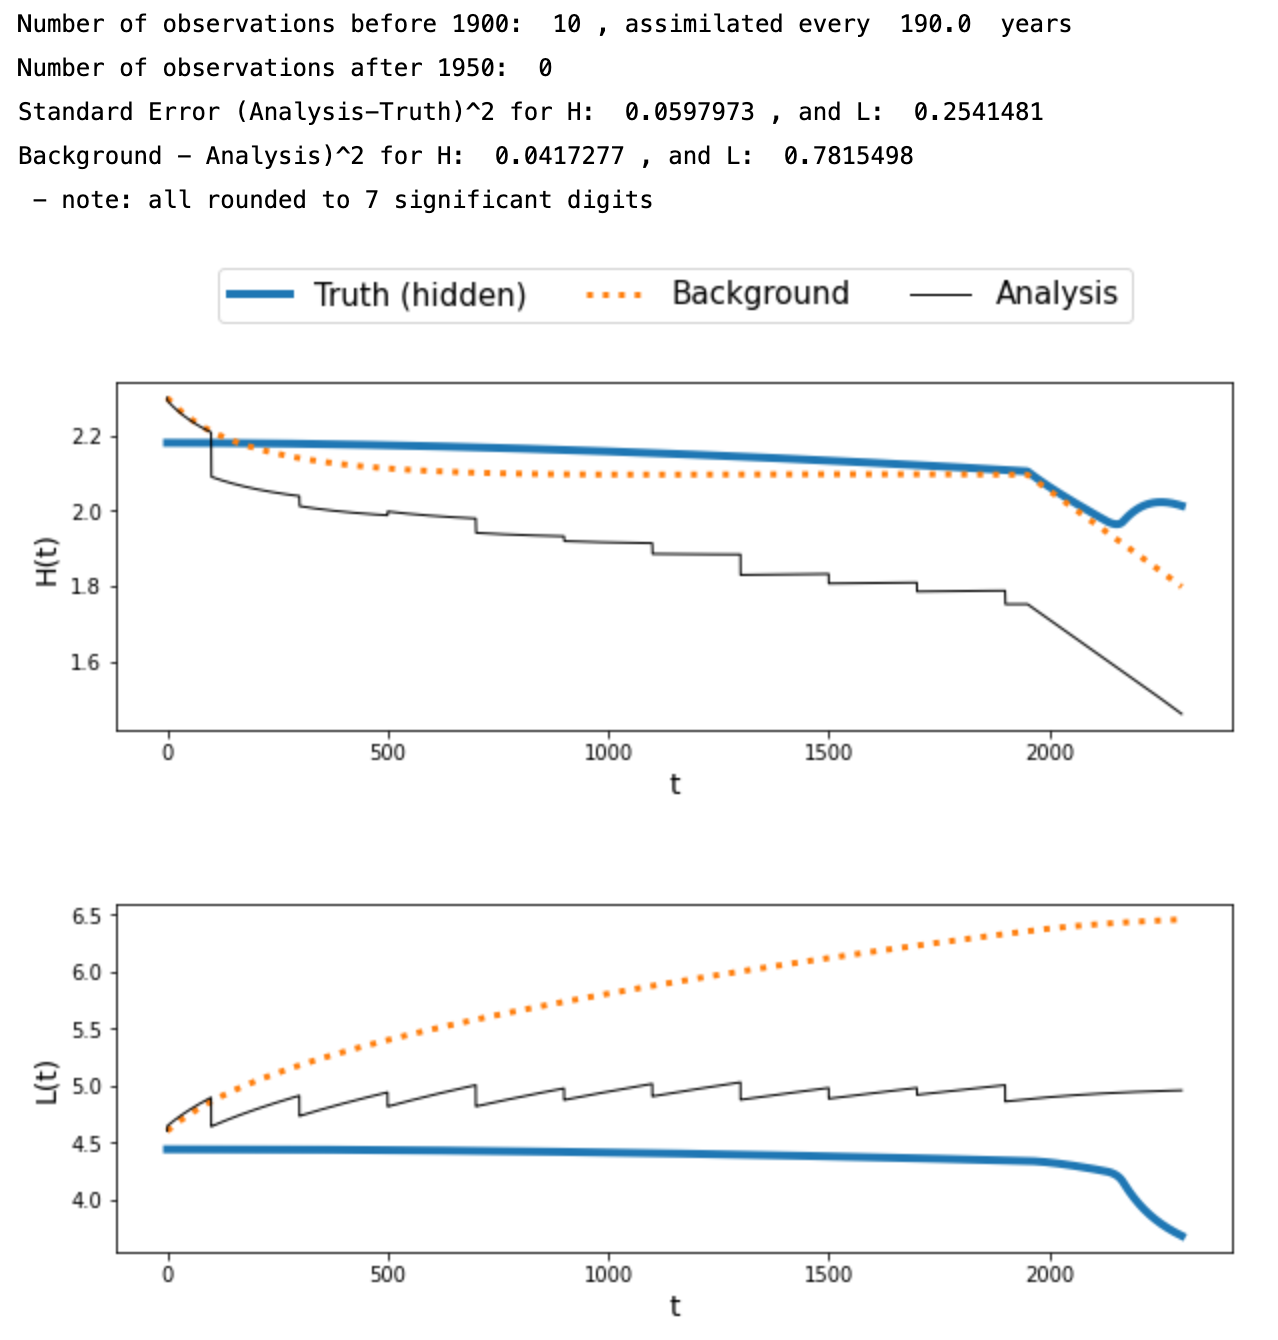 Number of observations before 1900:  10 , assimilated every  190.0  years
Number of observations after 1950:  0
Standard Error (Analysis-Truth)^2 for H:  0.0597973 , and L:  0.2541481
Background - Analysis)^2 for H:  0.0417277 , and L:  0.7815498
 - note: all rounded to 7 significant digits
Truth (hidden) Background Analysis
2.2
2.0
1.8
1.6
H(t)
0 500 1000 1500 2000
t
6.5
6.0
5.5
5.0
4.5
4.0
L(t)
0 500 1000 1500 2000
t